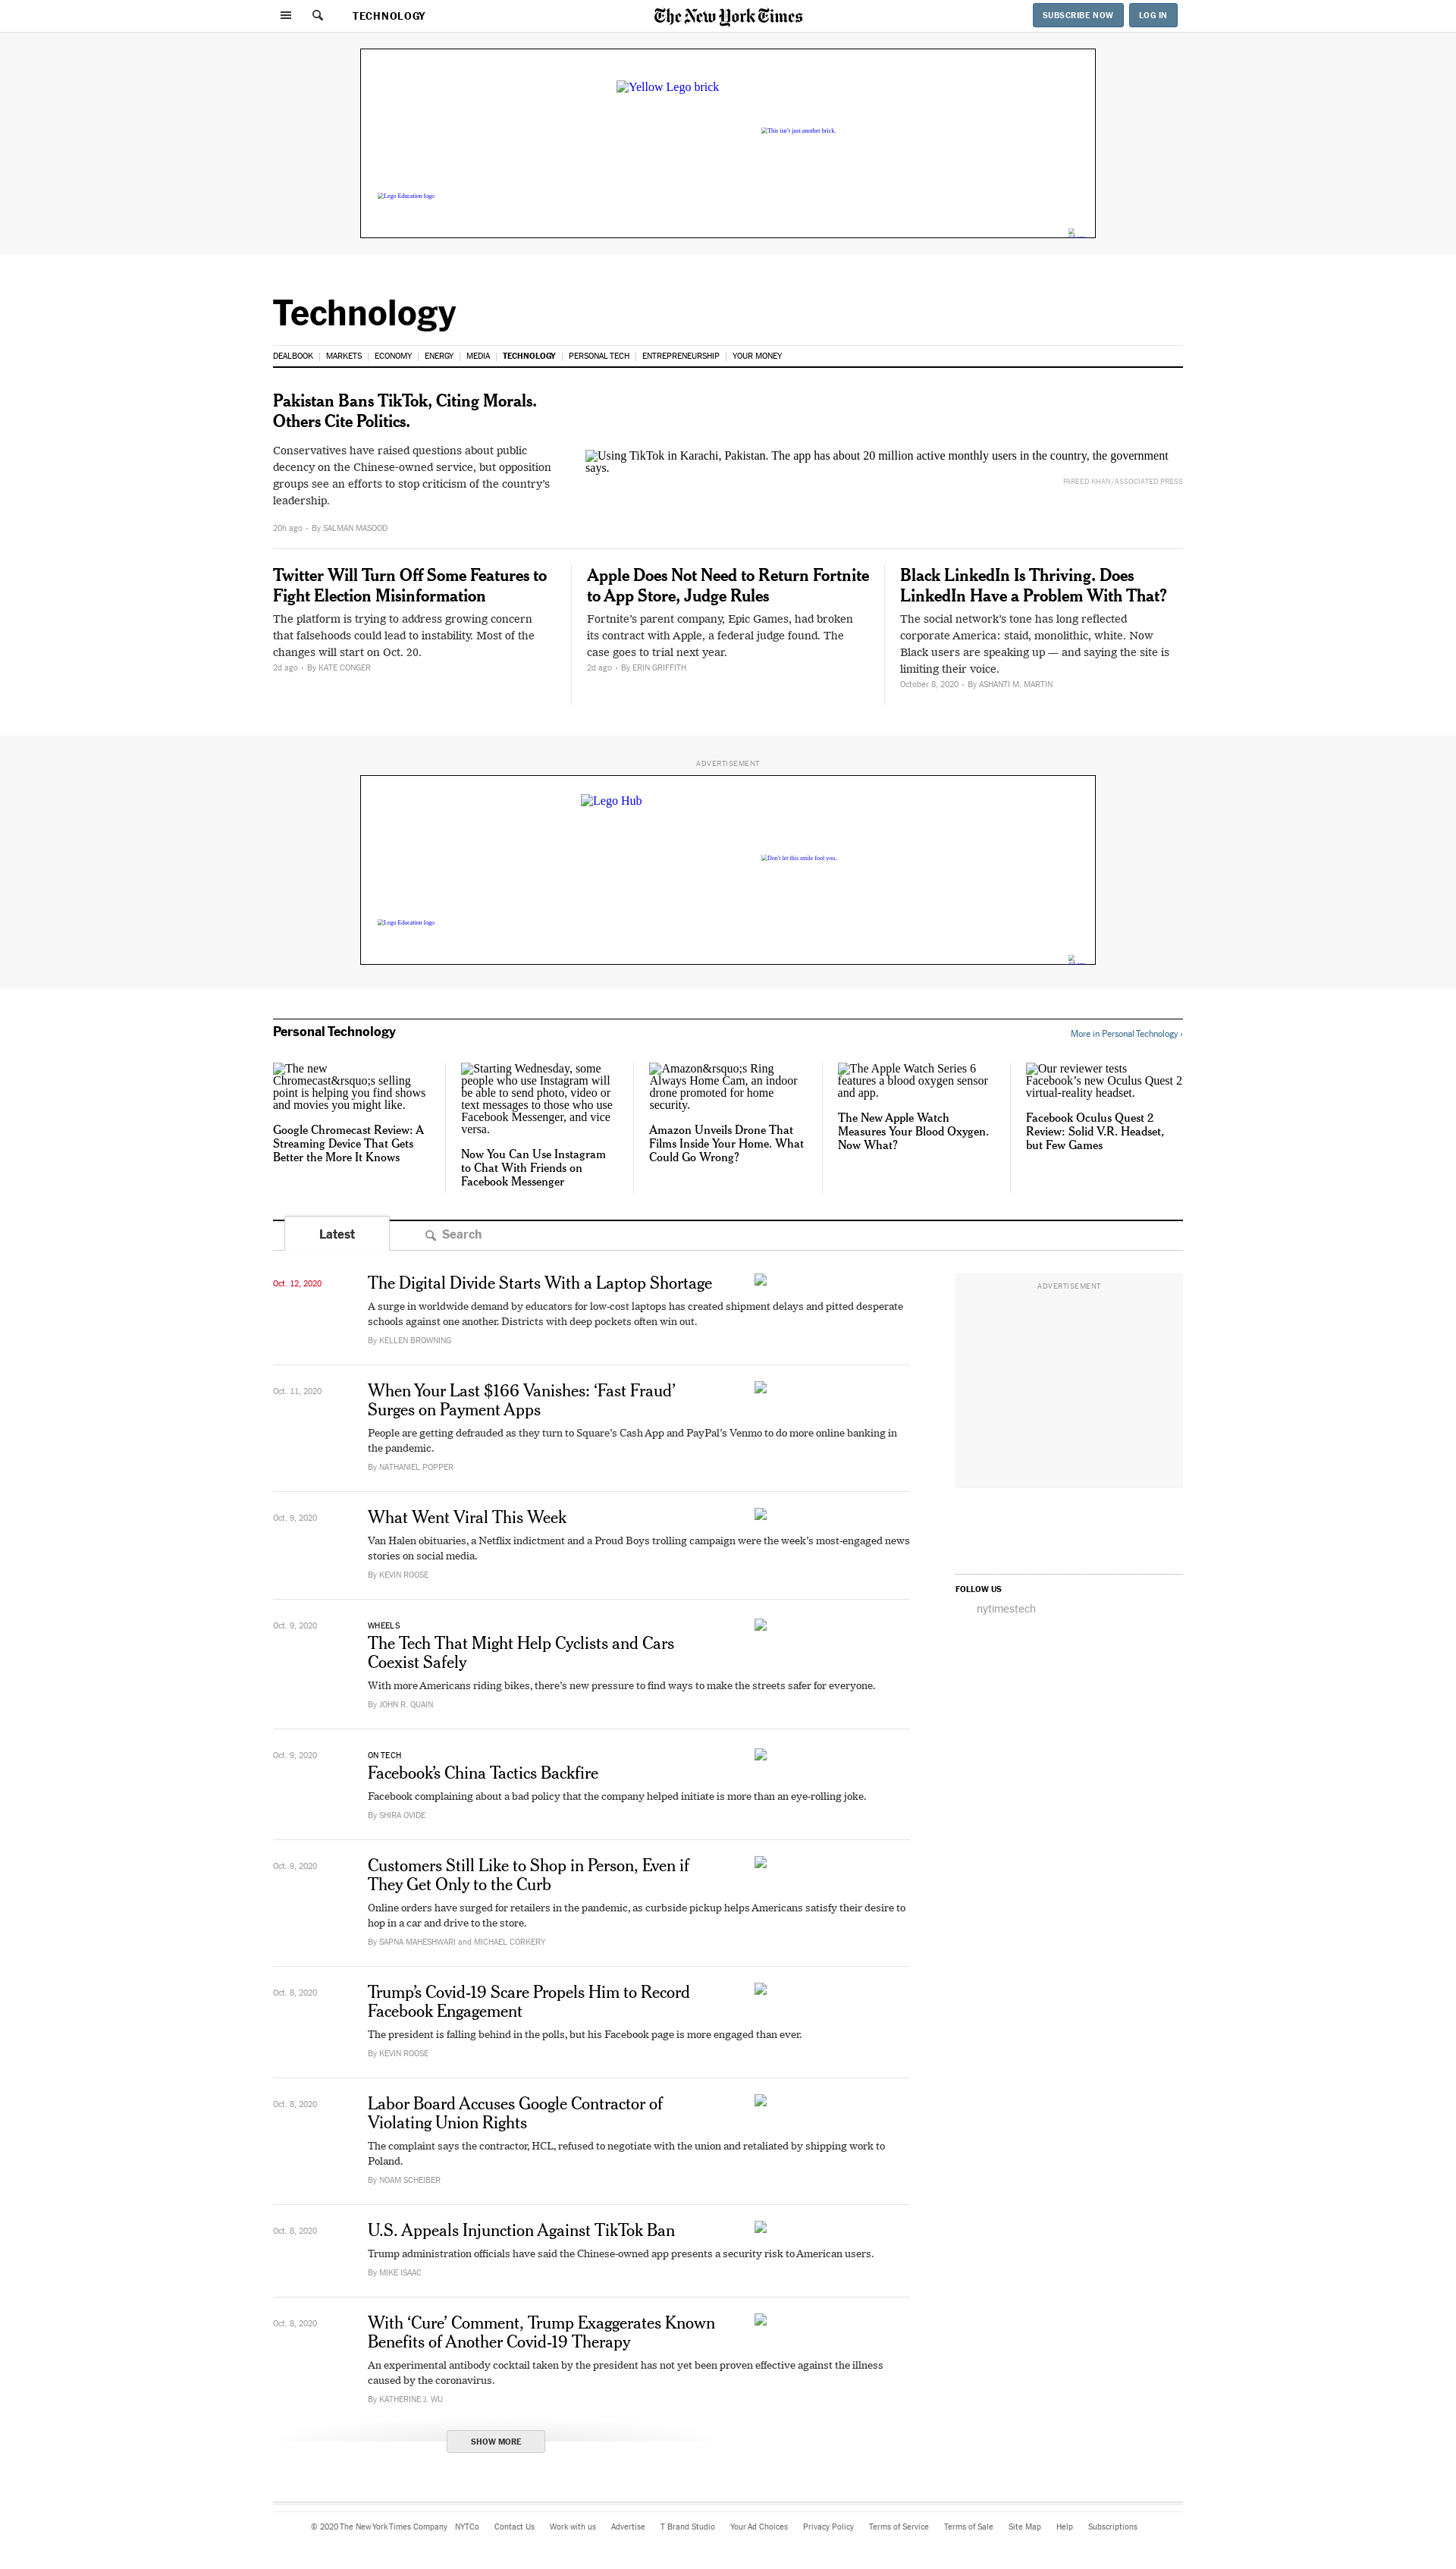 TECHNOLOGY
The New York Times
SUBSCRIBE NOW
LOG IN
Yellow Lego brick
This isn't just another brick.
Lego Education logo
Technology
DEALBOOK
MARKETS
ECONOMY
ENERGY
MEDIA
TECHNOLOGY
PERSONAL TECH
ENTREPRENEURSHIP
YOUR MONEY
Pakistan Bans TikTok, Citing Morals.
Others Cite Politics.
Conservatives have raised questions about public
decency on the Chinese-owned service, but opposition
groups see an efforts to stop criticism of the country's
leadership.
20h ago • By SALMAN MASOOD
Using TikTok in Karachi, Pakistan. The app has about 20 million active monthly users in the country, the government
says.
FAREED KHAN/ASSOCIATED PRESS
Twitter Will Turn Off Some Features to
Fight Election Misinformation
The platform is trying to address growing concern
that falsehoods could lead to instability. Most of the
changes will start on Oct. 20.
2d ago • By KATE CONGER
Apple Does Not Need to Return Fortnite
to App Store, Judge Rules
Fortnite's parent company, Epic Games, had broken
its contract with Apple, a federal judge found. The
case goes to trial next year.
2d ago • By ERIN GRIFFITH
Black LinkedIn Is Thriving. Does
LinkedIn Have a Problem With That?
The social network's tone has long reflected
corporate America: staid, monolithic, white. Now
Black users are speaking up — and saying the site is
limiting their voice.
October 8, 2020 • By ASHANTI M. MARTIN
ADVERTISEMENT
Lego Hub
Don't let this smile fool you.
Lego Education logo
Personal Technology
More in Personal Technology ›
The new
Chromecast&rsquo;s selling
point is helping you find shows
and movies you might like.
Google Chromecast Review: A
Streaming Device That Gets
Better the More It Knows
Starting Wednesday, some
people who use Instagram will
be able to send photo, video or
text messages to those who use
Facebook Messenger, and vice
versa.
Now You Can Use Instagram
to Chat With Friends on
Facebook Messenger
Amazon&rsquo;s Ring
Always Home Cam, an indoor
drone promoted for home
security.
Amazon Unveils Drone That
Films Inside Your Home. What
Could Go Wrong?
The Apple Watch Series 6
features a blood oxygen sensor
and app.
The New Apple Watch
Measures Your Blood Oxygen.
Now What?
Our reviewer tests
Facebook's new Oculus Quest 2
virtual-reality headset.
Facebook Oculus Quest 2
Review: Solid V.R. Headset,
but Few Games
Latest
Search
Oct. 12, 2020
The Digital Divide Starts With a Laptop Shortage
A surge in worldwide demand by educators for low-cost laptops has created shipment delays and pitted desperate
schools against one another. Districts with deep pockets often win out.
By KELLEN BROWNING
ADVERTISEMENT
Oct. 11, 2020
When Your Last $166 Vanishes: ‘Fast Fraud’
Surges on Payment Apps
People are getting defrauded as they turn to Square's Cash App and PayPal's Venmo to do more online banking in
the pandemic.
By NATHANIEL POPPER
Oct. 9, 2020
What Went Viral This Week
Van Halen obituaries, a Netflix indictment and a Proud Boys trolling campaign were the week's most-engaged news
stories on social media.
By KEVIN ROOSE
FOLLOW US
nytimestech
Oct. 9, 2020
WHEELS
The Tech That Might Help Cyclists and Cars
Coexist Safely
With more Americans riding bikes, there's new pressure to find ways to make the streets safer for everyone.
By JOHN R. QUAIN
Oct. 9, 2020
ON TECH
Facebook's China Tactics Backfire
Facebook complaining about a bad policy that the company helped initiate is more than an eye-rolling joke.
By SHIRA OVIDE
Oct. 9, 2020
Customers Still Like to Shop in Person, Even if
They Get Only to the Curb
Online orders have surged for retailers in the pandemic, as curbside pickup helps Americans satisfy their desire to
hop in a car and drive to the store.
By SAPNA MAHESHWARI and MICHAEL CORKERY
Oct. 8, 2020
Trump's Covid-19 Scare Propels Him to Record
Facebook Engagement
The president is falling behind in the polls, but his Facebook page is more engaged than ever.
By KEVIN ROOSE
Oct. 8, 2020
Labor Board Accuses Google Contractor of
Violating Union Rights
The complaint says the contractor, HCL, refused to negotiate with the union and retaliated by shipping work to
Poland.
By NOAM SCHEIBER
Oct. 8, 2020
U.S. Appeals Injunction Against TikTok Ban
Trump administration officials have said the Chinese-owned app presents a security risk to American users.
By MIKE ISAAC
Oct. 8, 2020
With ‘Cure’ Comment, Trump Exaggerates Known
Benefits of Another Covid-19 Therapy
An experimental antibody cocktail taken by the president has not yet been proven effective against the illness
caused by the coronavirus.
By KATHERINE J. WU
SHOW MORE
© 2020 The New York Times Company
NYTCo
Contact Us
Work with us
Advertise
T Brand Studio
Your Ad Choices
Privacy Policy
Terms of Service
Terms of Sale
Site Map
Help
Subscriptions